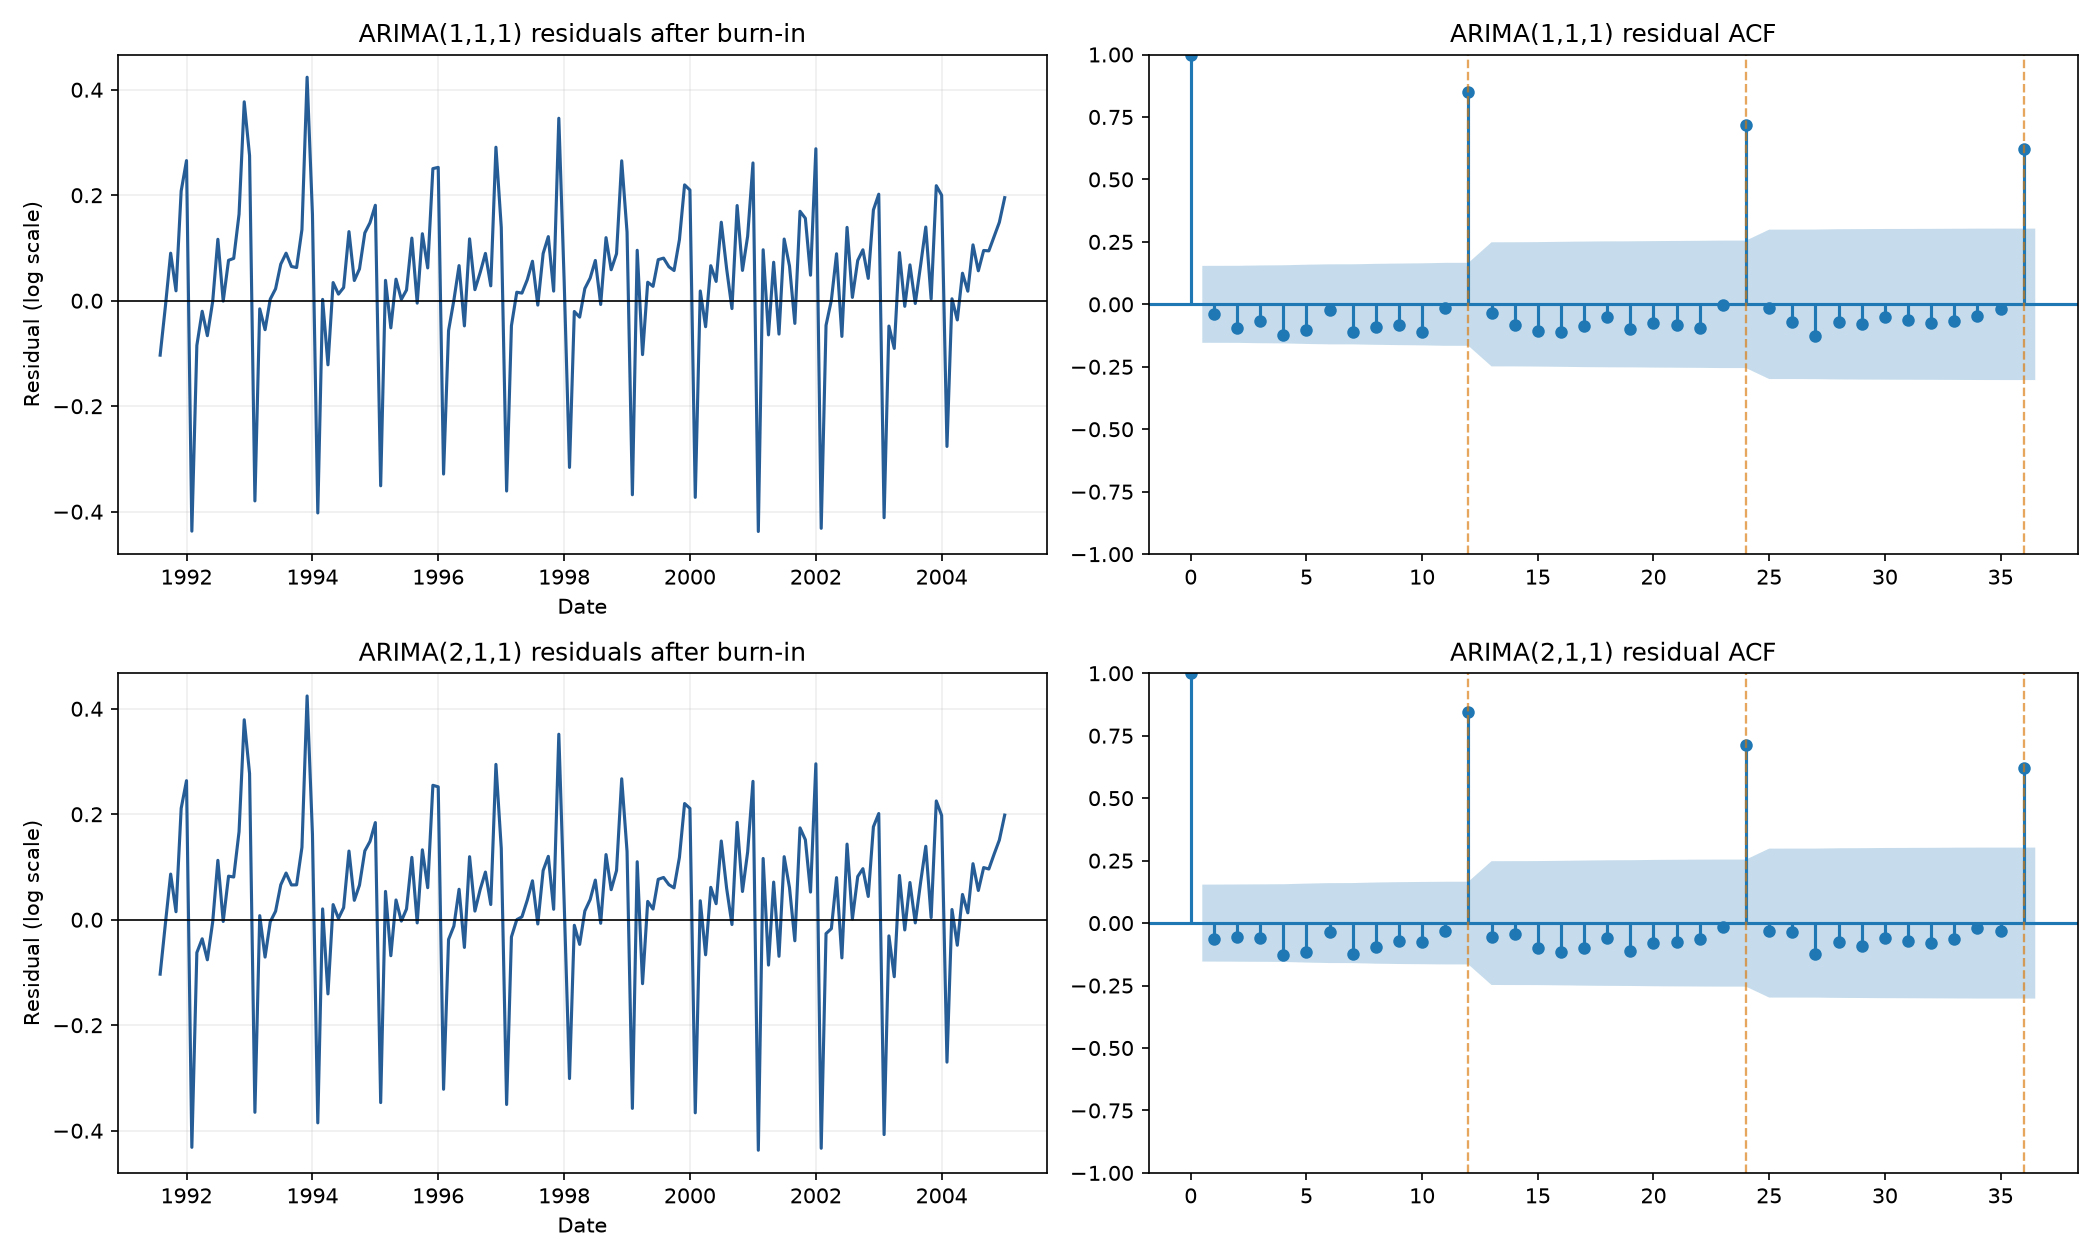 ARIMA(1,1,1) residuals after burn-in
Residual (log scale)
0.4
0.2
0.0
−0.2
−0.4
1992 1994 1996 1998 2000 2002 2004
Date
ARIMA(1,1,1) residual ACF
1.00
0.75
0.50
0.25
0.00
−0.25
−0.50
−0.75
−1.00
0 5 10 15 20 25 30 35
ARIMA(2,1,1) residuals after burn-in
Residual (log scale)
0.4
0.2
0.0
−0.2
−0.4
1992 1994 1996 1998 2000 2002 2004
Date
ARIMA(2,1,1) residual ACF
1.00
0.75
0.50
0.25
0.00
−0.25
−0.50
−0.75
−1.00
0 5 10 15 20 25 30 35